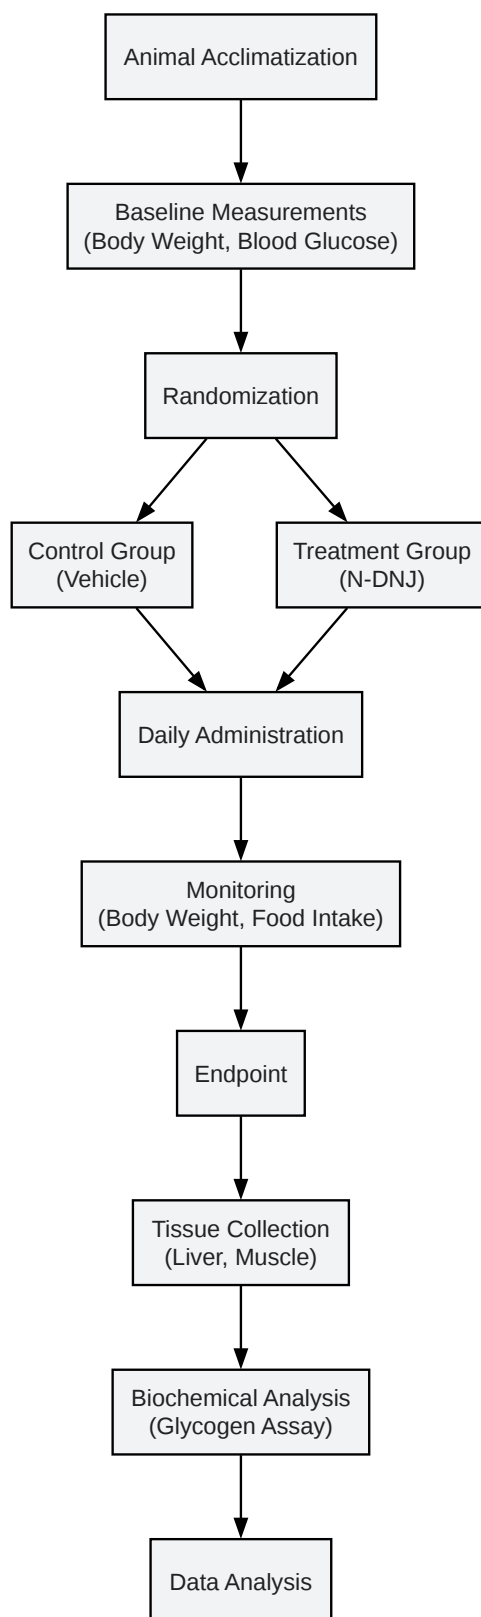 Animal Acclimatization
Baseline Measurements
(Body Weight, Blood Glucose)
Randomization
Control Group
(Vehicle)
Treatment Group
(N-DNJ)
Daily Administration
Monitoring
(Body Weight, Food Intake)
Endpoint
Tissue Collection
(Liver, Muscle)
Biochemical Analysis
(Glycogen Assay)
Data Analysis